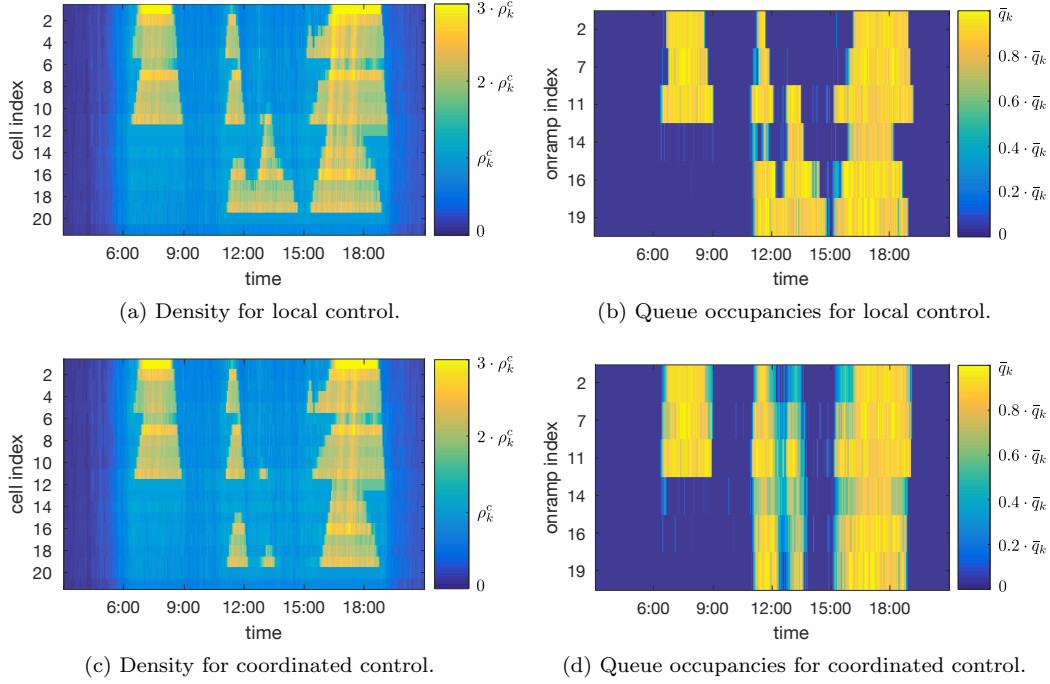 cell index
2
4
6
8
10
12
14
16
18
20
6:00 9:00 12:00 15:00 18:00
time
3 · ρ_k^c
2 · ρ_k^c
ρ_k^c
0
(a) Density for local control.
onramp index
2
7
11
14
16
19
6:00 9:00 12:00 15:00 18:00
time
q̄_k
0.8 · q̄_k
0.6 · q̄_k
0.4 · q̄_k
0.2 · q̄_k
0
(b) Queue occupancies for local control.
cell index
2
4
6
8
10
12
14
16
18
20
6:00 9:00 12:00 15:00 18:00
time
3 · ρ_k^c
2 · ρ_k^c
ρ_k^c
0
(c) Density for coordinated control.
onramp index
2
7
11
14
16
19
6:00 9:00 12:00 15:00 18:00
time
q̄_k
0.8 · q̄_k
0.6 · q̄_k
0.4 · q̄_k
0.2 · q̄_k
0
(d) Queue occupancies for coordinated control.